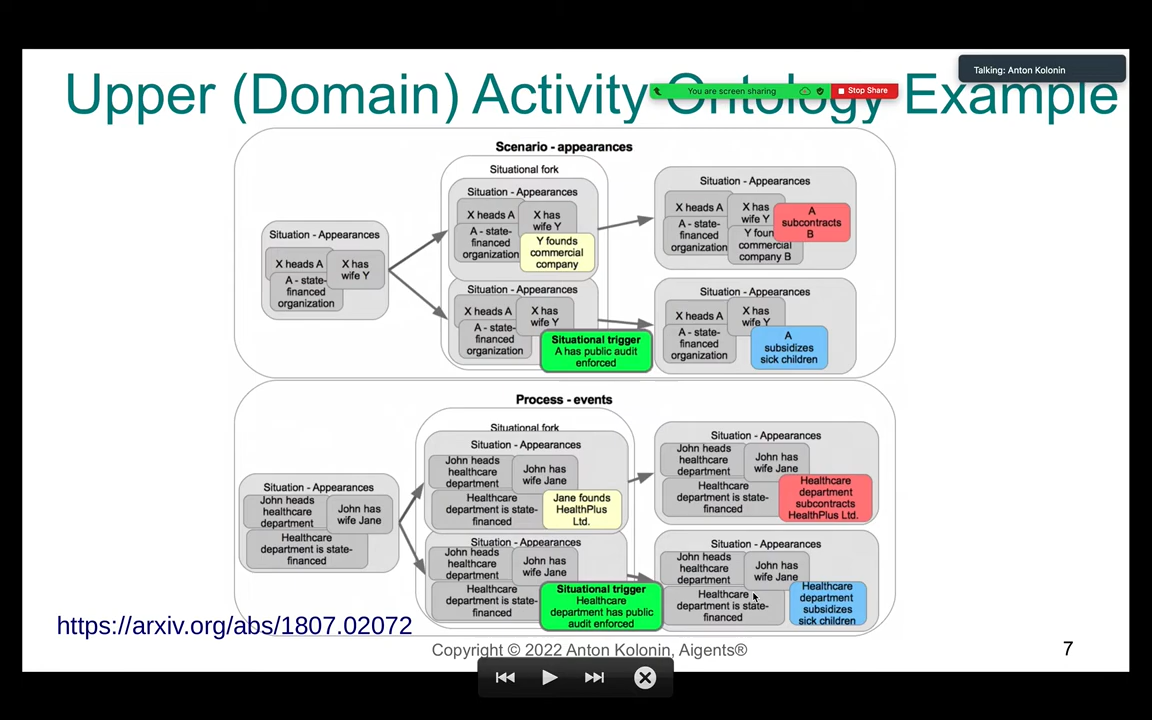 Talking: Anton Kolonin
You are screen sharing
Stop Share
Upper (Domain) Activity Ontology Example
Scenario - appearances
Situation - Appearances
X heads A
X has
wife Y
A - state-
financed
organization
Situational fork
Situation - Appearances
X heads A
X has
wife Y
A - state-
financed
organization
Y founds
commercial
company
Situation - Appearances
X heads A
X has
wife Y
A - state-
financed
organization
Situational trigger
A has public audit
enforced
Situation - Appearances
X heads A
X has
wife Y
A - state-
financed
organization
Y foun
commercial
company B
A
subcontracts
B
Situation - Appearances
X heads A
X has
wife Y
A - state-
financed
organization
A
subsidizes
sick children
Process - events
Situation - Appearances
John heads
healthcare
department
John has
wife Jane
Healthcare
department is state-
financed
Situational fork
Situation - Appearances
John heads
healthcare
department
John has
wife Jane
Healthcare
department is state-
financed
Jane founds
HealthPlus
Ltd.
Situation - Appearances
John heads
healthcare
department
John has
wife Jane
Healthcare
department is state-
financed
Situational trigger
Healthcare
department has public
audit enforced
Situation - Appearances
John heads
healthcare
department
John has
wife Jane
Healthcare
department is state-
financed
Healthcare
department
subcontracts
HealthPlus Ltd.
Situation - Appearances
John heads
healthcare
department
John has
wife Jane
Healthcare
department is state-
financed
Healthcare
department
subsidizes
sick children
https://arxiv.org/abs/1807.02072
Copyright © 2022 Anton Kolonin, Aigents®
7